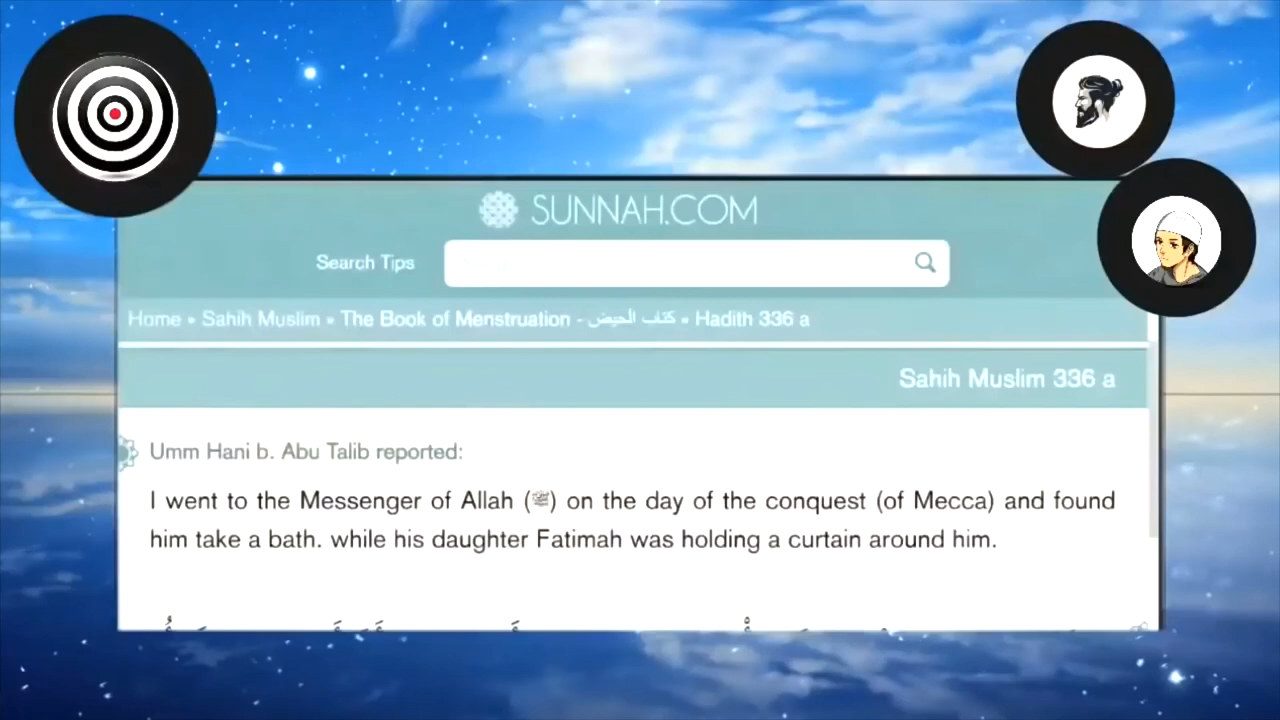 SUNNAH.COM
Search Tips
Home » Sahih Muslim » The Book of Menstruation - كتاب الحيض » Hadith 336 a
Sahih Muslim 336 a
Umm Hani b. Abu Talib reported:
I went to the Messenger of Allah (ﷺ) on the day of the conquest (of Mecca) and found
him take a bath. while his daughter Fatimah was holding a curtain around him.